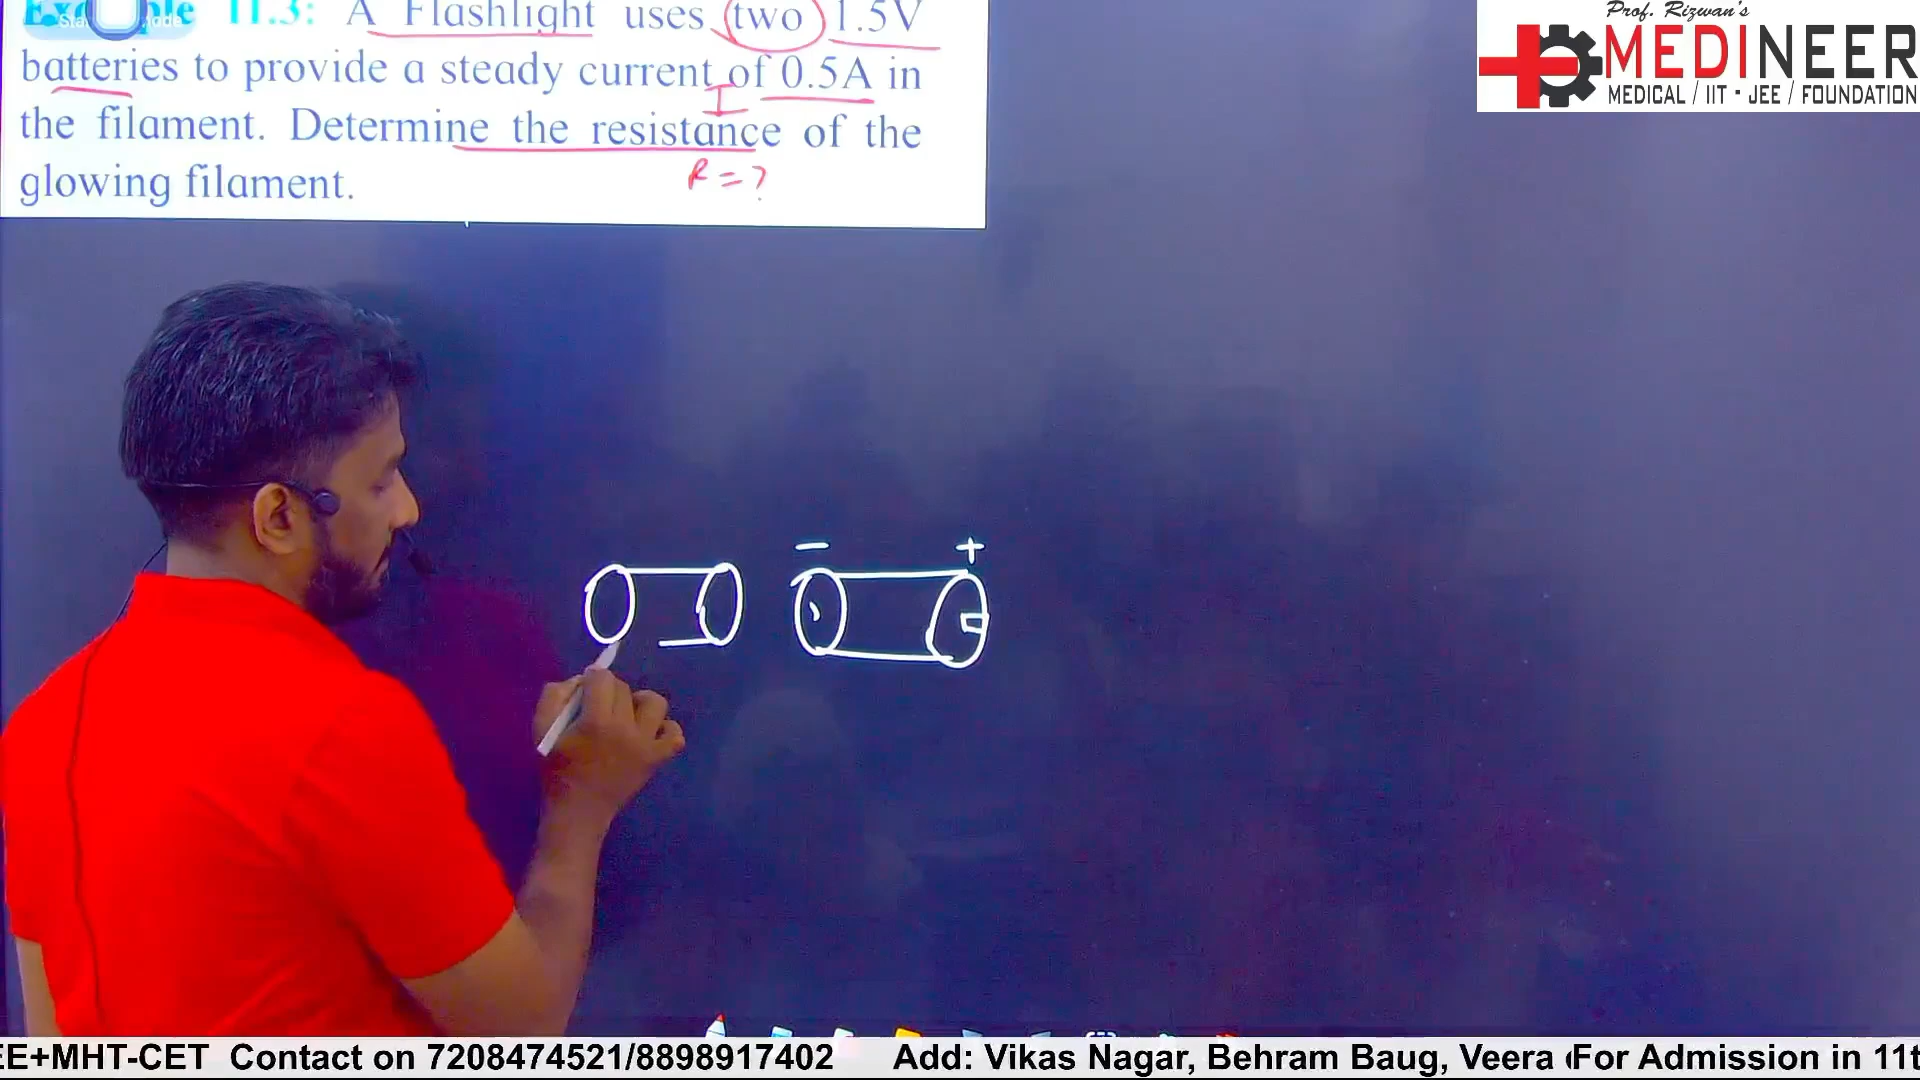 Example 11.3: A Flashlight uses two 1.5V
batteries to provide a steady current of 0.5A in
I
the filament. Determine the resistance of the
R = ?
glowing filament.
Prof. Rizwan's
MEDINEER
MEDICAL / IIT - JEE / FOUNDATION
- +
EE+MHT-CET Contact on 7208474521/8898917402 Add: Vikas Nagar, Behram Baug, Veera For Admission in 11t